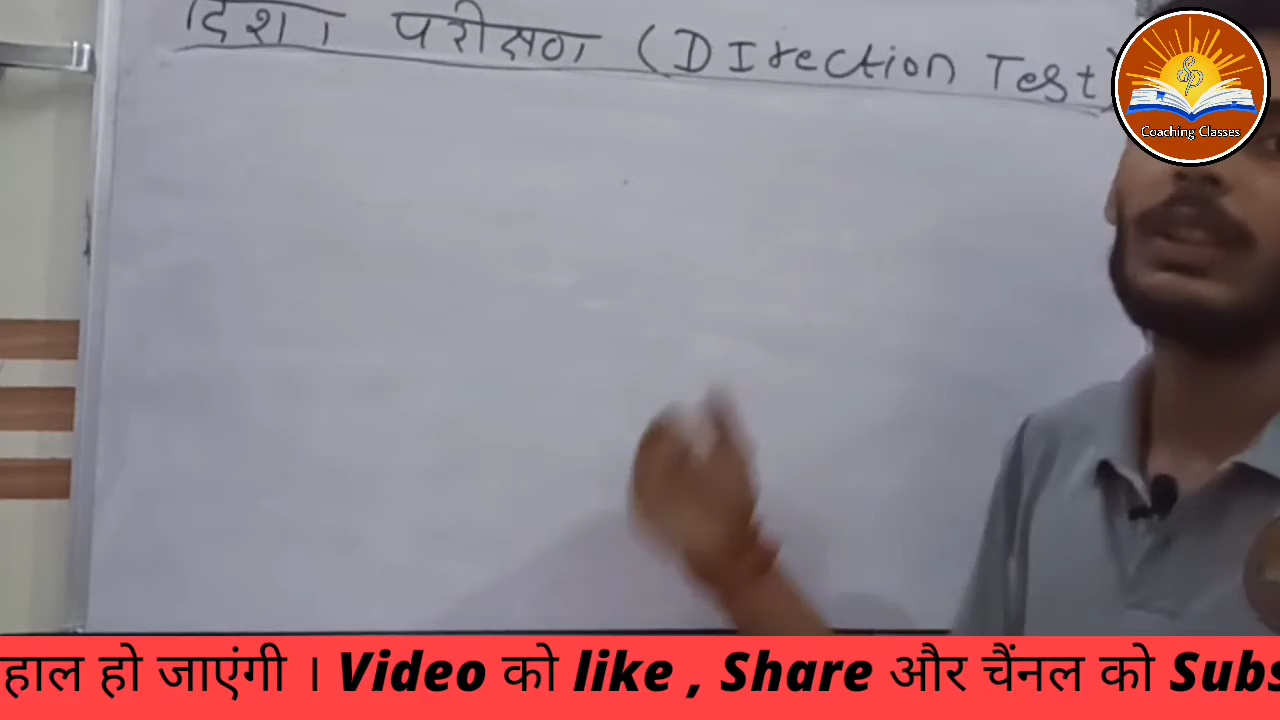 दिशा परीक्षण (DIrection Test)
Coaching Classes
हाल हो जाएंगी । Video को like , Share और चैंनल को Subs